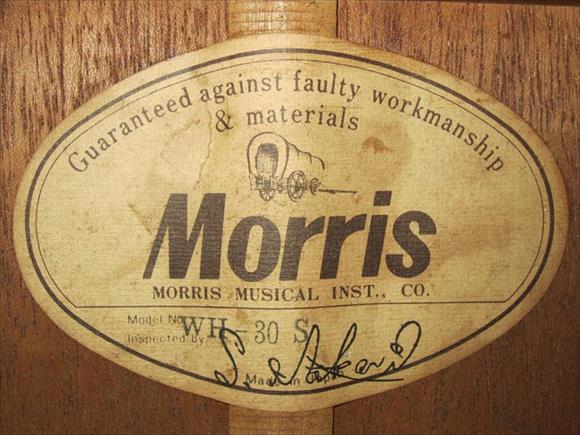 Guaranteed against faulty workmanship
& materials
Morris
MORRIS MUSICAL INST., CO.
Model No. WH-30 S
Inspected by
Made in Japan